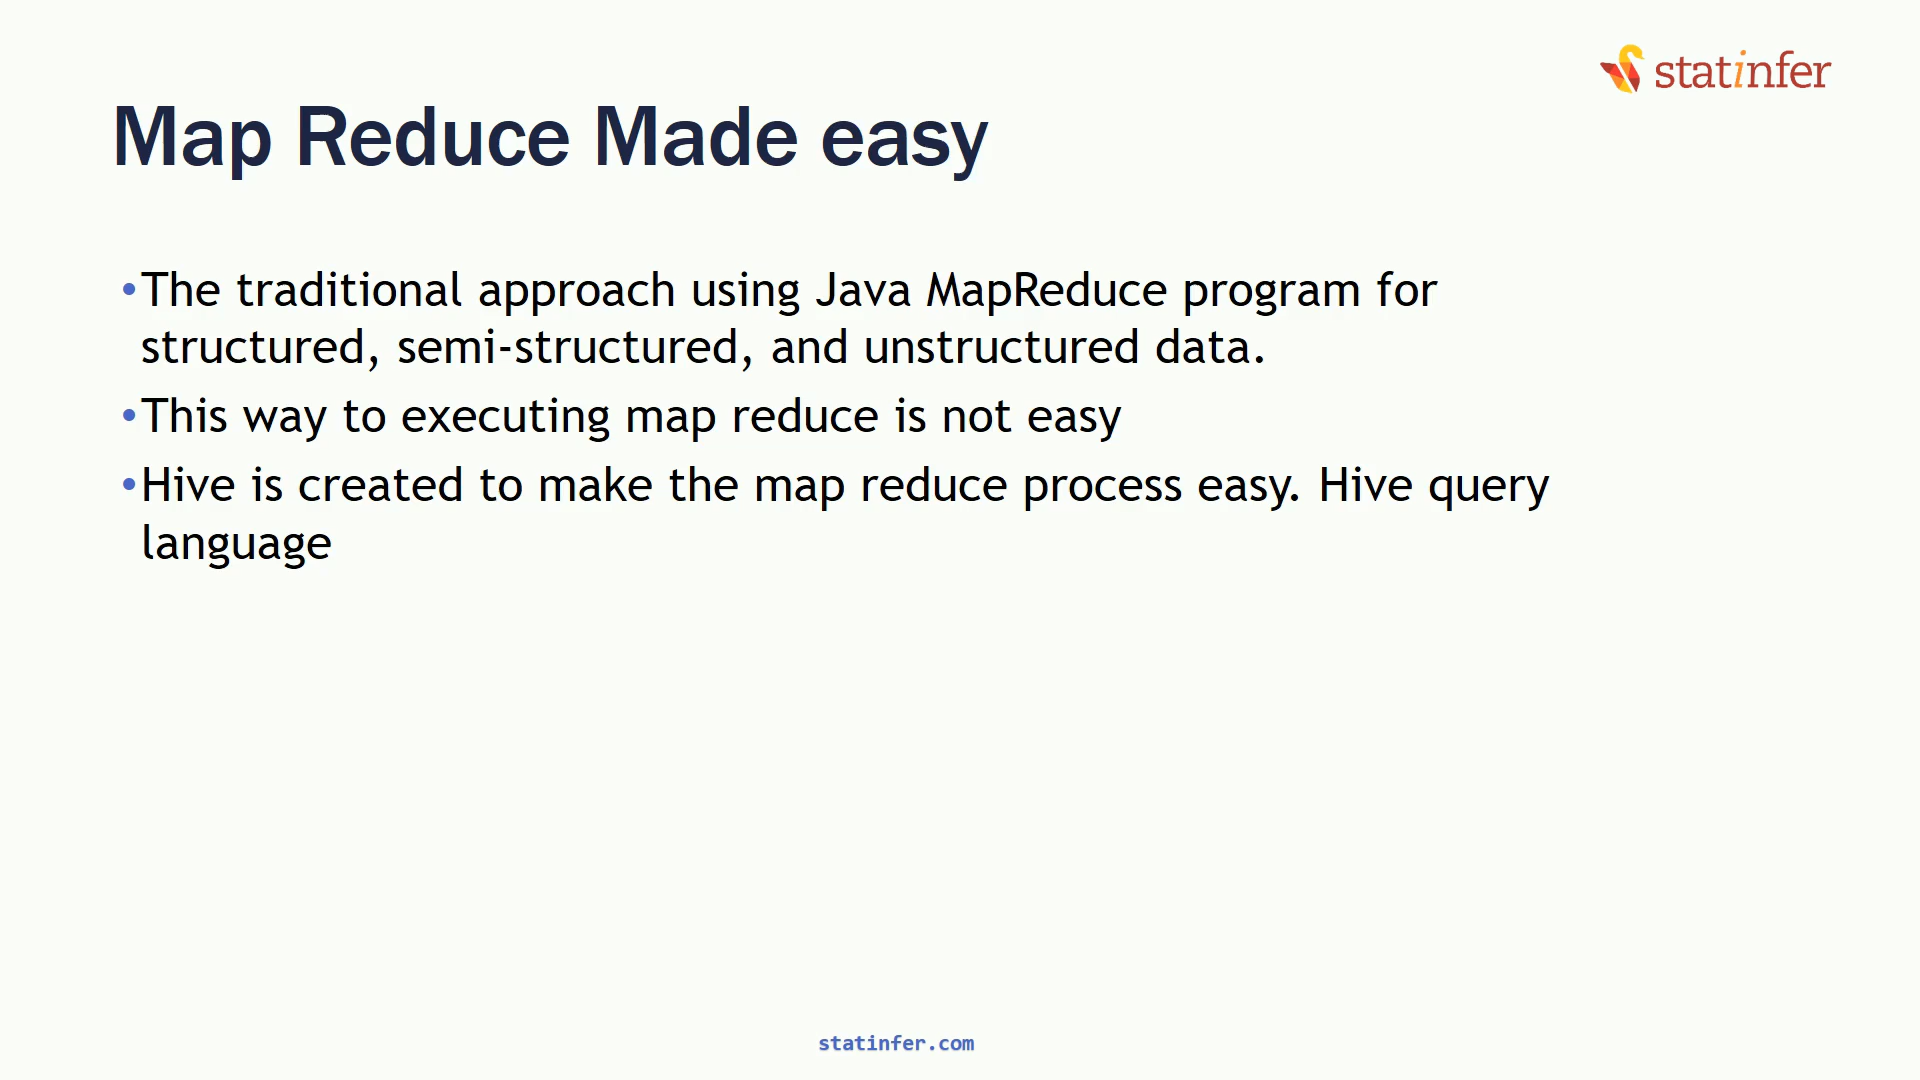 statinfer
Map Reduce Made easy
•The traditional approach using Java MapReduce program for
structured, semi-structured, and unstructured data.
•This way to executing map reduce is not easy
•Hive is created to make the map reduce process easy. Hive query
language
statinfer.com